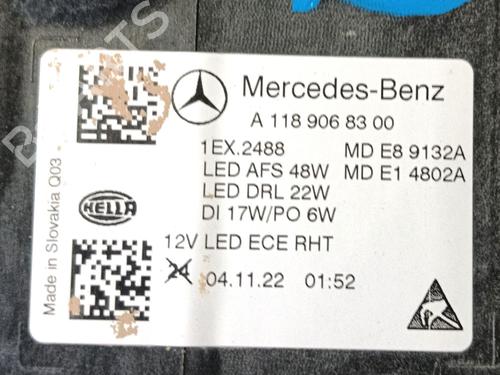 Mercedes-Benz
A 118 906 83 00
1EX.2488 MD E8 9132A
LED AFS 48W MD E1 4802A
LED DRL 22W
DI 17W/PO 6W
12V LED ECE RHT
24 04.11.22 01:52
HELLA
Made in Slovakia Q03